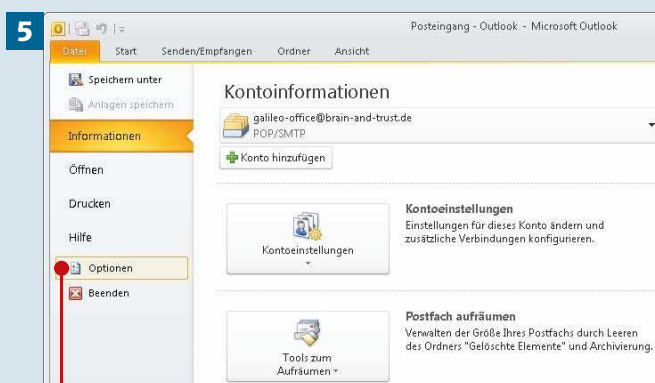 5
Posteingang - Outlook - Microsoft Outlook
Datei Start Senden/Empfangen Ordner Ansicht
Speichern unter
Anlagen speichern
Informationen
Öffnen
Drucken
Hilfe
Optionen
Beenden
Kontoinformationen
galileo-office@brain-and-trust.de
POP/SMTP
Konto hinzufügen
Kontoeinstellungen
Kontoeinstellungen
Einstellungen für dieses Konto ändern und
zusätzliche Verbindungen konfigurieren.
Tools zum
Aufräumen
Postfach aufräumen
Verwalten der Größe Ihres Postfachs durch Leeren
des Ordners "Gelöschte Elemente" und Archivierung.